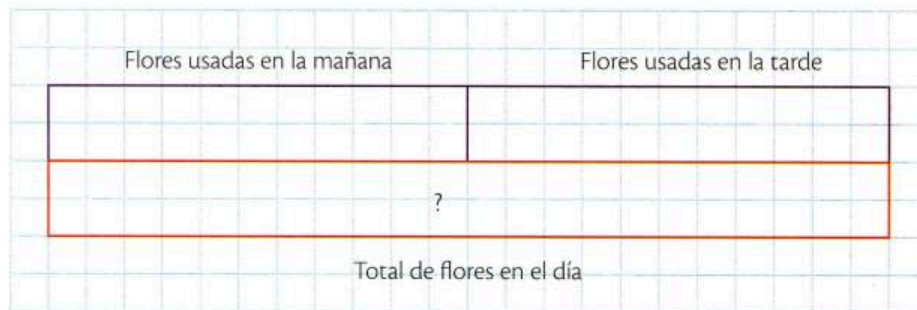 Flores usadas en la mañana
Flores usadas en la tarde
?
Total de flores en el día